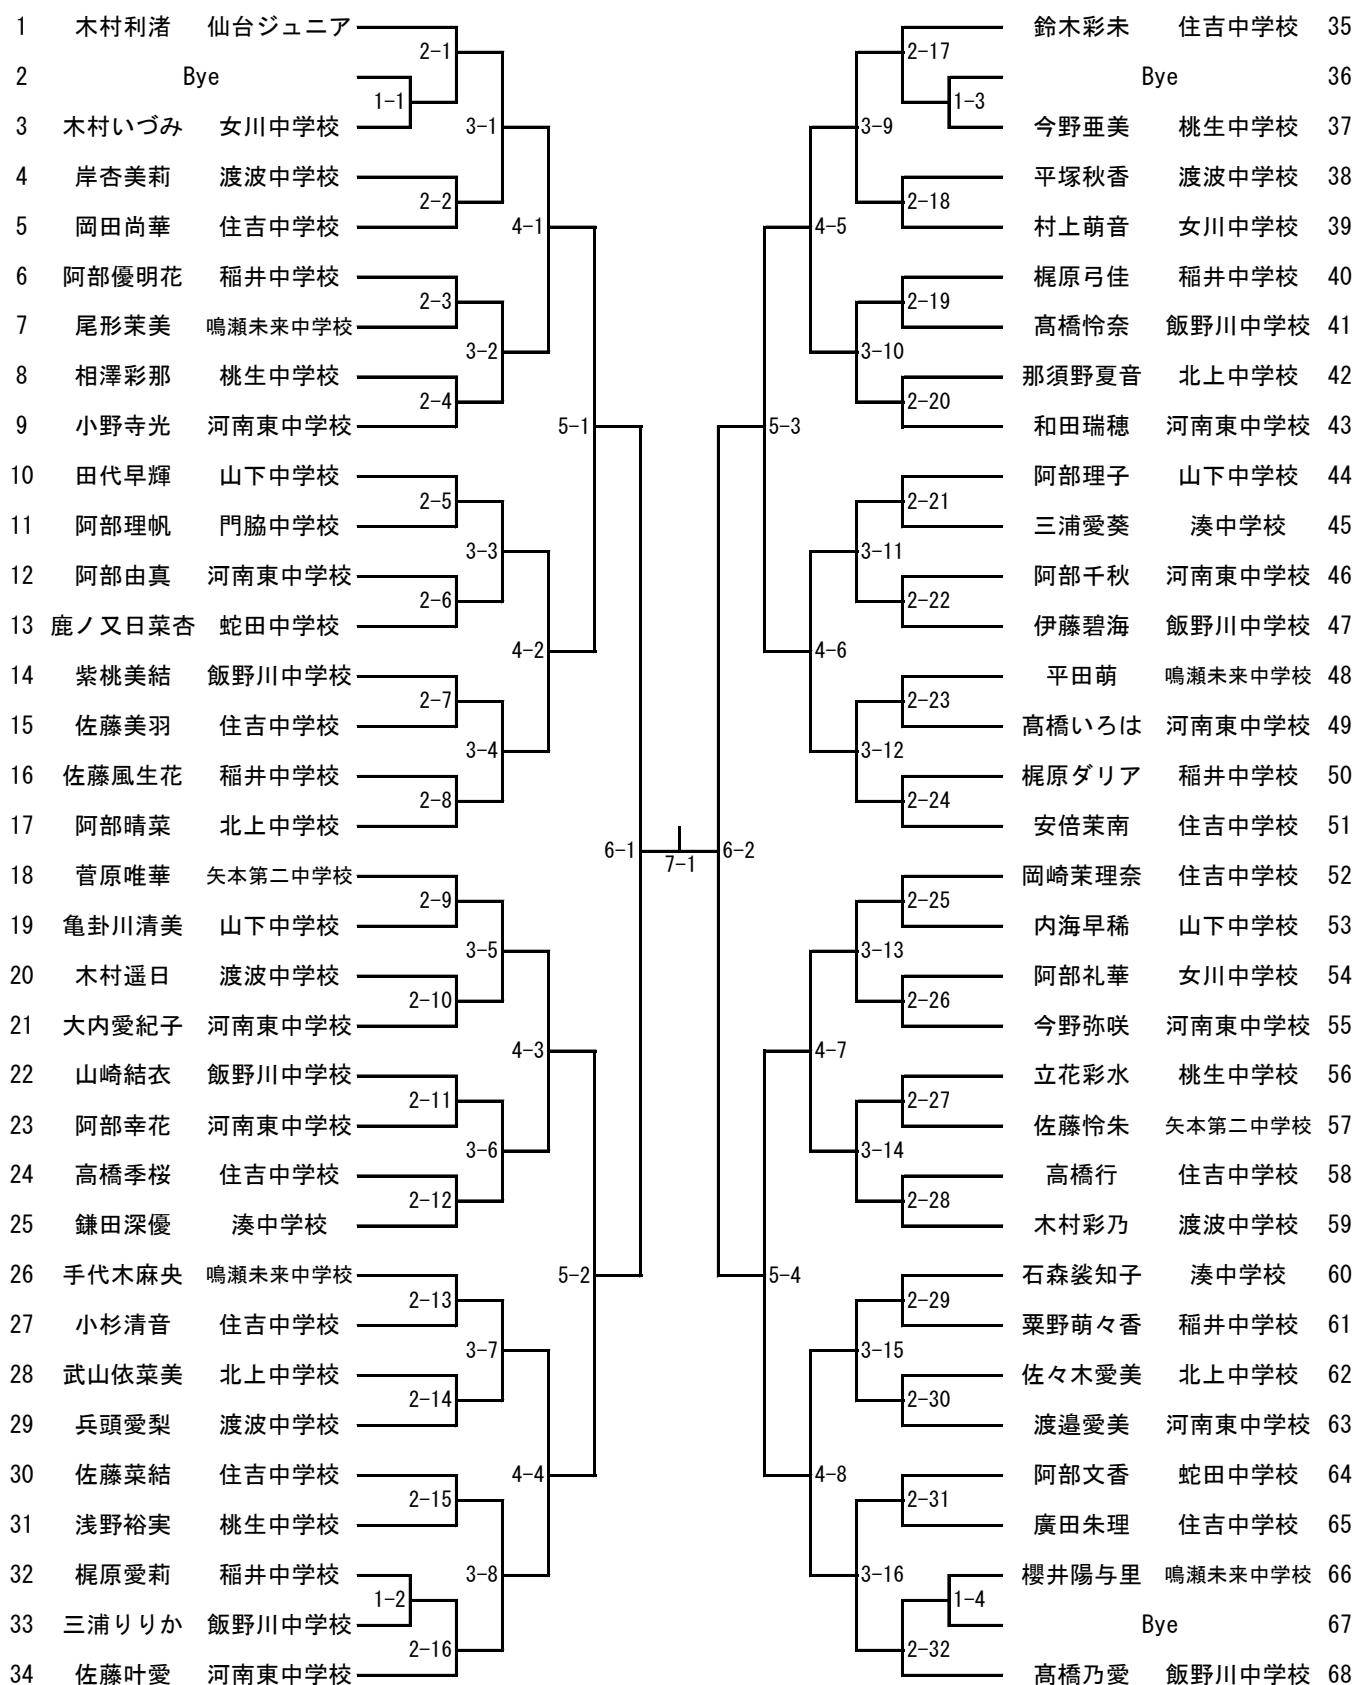 1 木村利渚 仙台ジュニア 鈴木彩未 住吉中学校 35
2-1 2-17
2 Bye Bye 36
1-1 1-3
3 木村いづみ 女川中学校 3-1 3-9 今野亜美 桃生中学校 37
4 岸杏美莉 渡波中学校 平塚秋香 渡波中学校 38
2-2 2-18
5 岡田尚華 住吉中学校 4-1 4-5 村上萌音 女川中学校 39
6 阿部優明花 稲井中学校 梶原弓佳 稲井中学校 40
2-3 2-19
7 尾形茉美 鳴瀬未来中学校 髙橋怜奈 飯野川中学校 41
3-2 3-10
8 相澤彩那 桃生中学校 那須野夏音 北上中学校 42
2-4 2-20
9 小野寺光 河南東中学校 5-1 5-3 和田瑞穂 河南東中学校 43
10 田代早輝 山下中学校 阿部理子 山下中学校 44
2-5 2-21
11 阿部理帆 門脇中学校 三浦愛葵 湊中学校 45
3-3 3-11
12 阿部由真 河南東中学校 阿部千秋 河南東中学校 46
2-6 2-22
13 鹿ノ又日菜杏 蛇田中学校 伊藤碧海 飯野川中学校 47
4-2 4-6
14 紫桃美結 飯野川中学校 平田萌 鳴瀬未来中学校 48
2-7 2-23
15 佐藤美羽 住吉中学校 髙橋いろは 河南東中学校 49
3-4 3-12
16 佐藤風生花 稲井中学校 梶原ダリア 稲井中学校 50
2-8 2-24
17 阿部晴菜 北上中学校 安倍茉南 住吉中学校 51
6-1 7-1 6-2
18 菅原唯華 矢本第二中学校 岡崎茉理奈 住吉中学校 52
2-9 2-25
19 亀卦川清美 山下中学校 内海早稀 山下中学校 53
3-5 3-13
20 木村遥日 渡波中学校 阿部礼華 女川中学校 54
2-10 2-26
21 大内愛紀子 河南東中学校 今野弥咲 河南東中学校 55
4-3 4-7
22 山崎結衣 飯野川中学校 立花彩水 桃生中学校 56
2-11 2-27
23 阿部幸花 河南東中学校 佐藤怜朱 矢本第二中学校 57
3-6 3-14
24 高橋季桜 住吉中学校 高橋行 住吉中学校 58
2-12 2-28
25 鎌田深優 湊中学校 木村彩乃 渡波中学校 59
26 手代木麻央 鳴瀬未来中学校 5-2 5-4 石森裟知子 湊中学校 60
2-13 2-29
27 小杉清音 住吉中学校 粟野萌々香 稲井中学校 61
3-7 3-15
28 武山依菜美 北上中学校 佐々木愛美 北上中学校 62
2-14 2-30
29 兵頭愛梨 渡波中学校 渡邉愛美 河南東中学校 63
30 佐藤菜結 住吉中学校 4-4 4-8 阿部文香 蛇田中学校 64
2-15 2-31
31 浅野裕実 桃生中学校 廣田朱理 住吉中学校 65
32 梶原愛莉 稲井中学校 3-8 3-16 櫻井陽与里 鳴瀬未来中学校 66
1-2 1-4
33 三浦りりか 飯野川中学校 Bye 67
2-16 2-32
34 佐藤叶愛 河南東中学校 髙橋乃愛 飯野川中学校 68